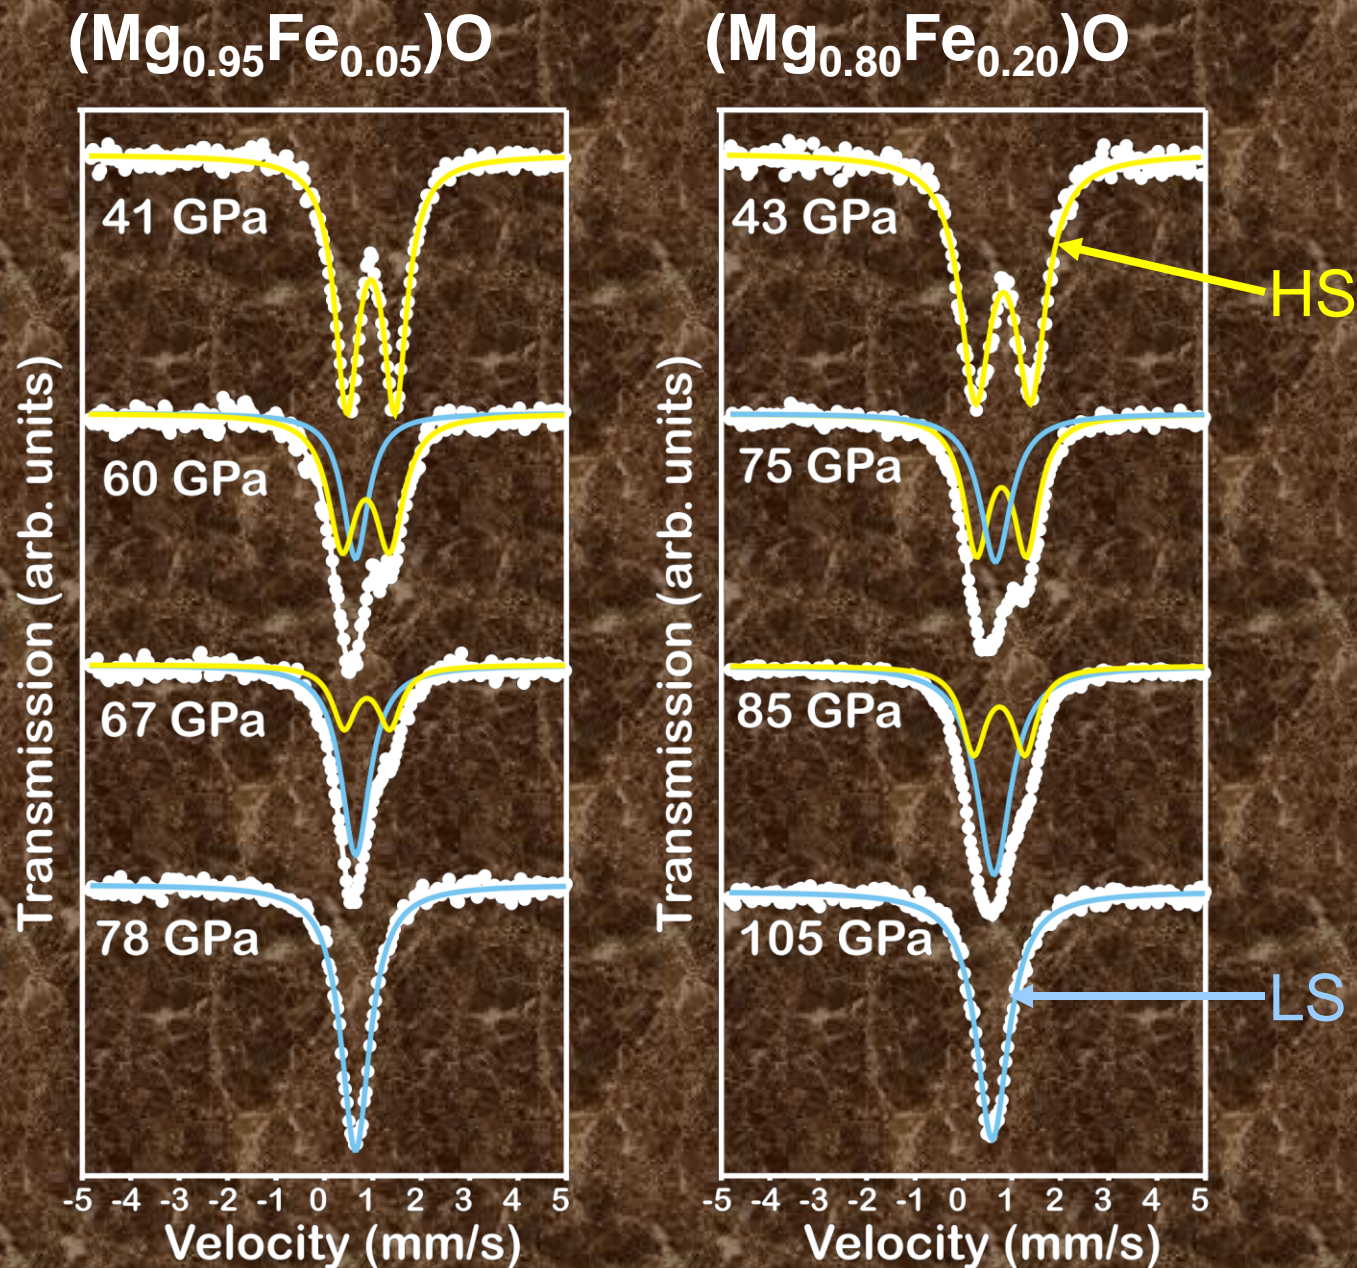 (Mg0.95Fe0.05)O
(Mg0.80Fe0.20)O
Transmission (arb. units)
41 GPa
60 GPa
67 GPa
78 GPa
-5 -4 -3 -2 -1 0 1 2 3 4 5
Velocity (mm/s)
Transmission (arb. units)
43 GPa
HS
75 GPa
85 GPa
105 GPa
LS
-5 -4 -3 -2 -1 0 1 2 3 4 5
Velocity (mm/s)